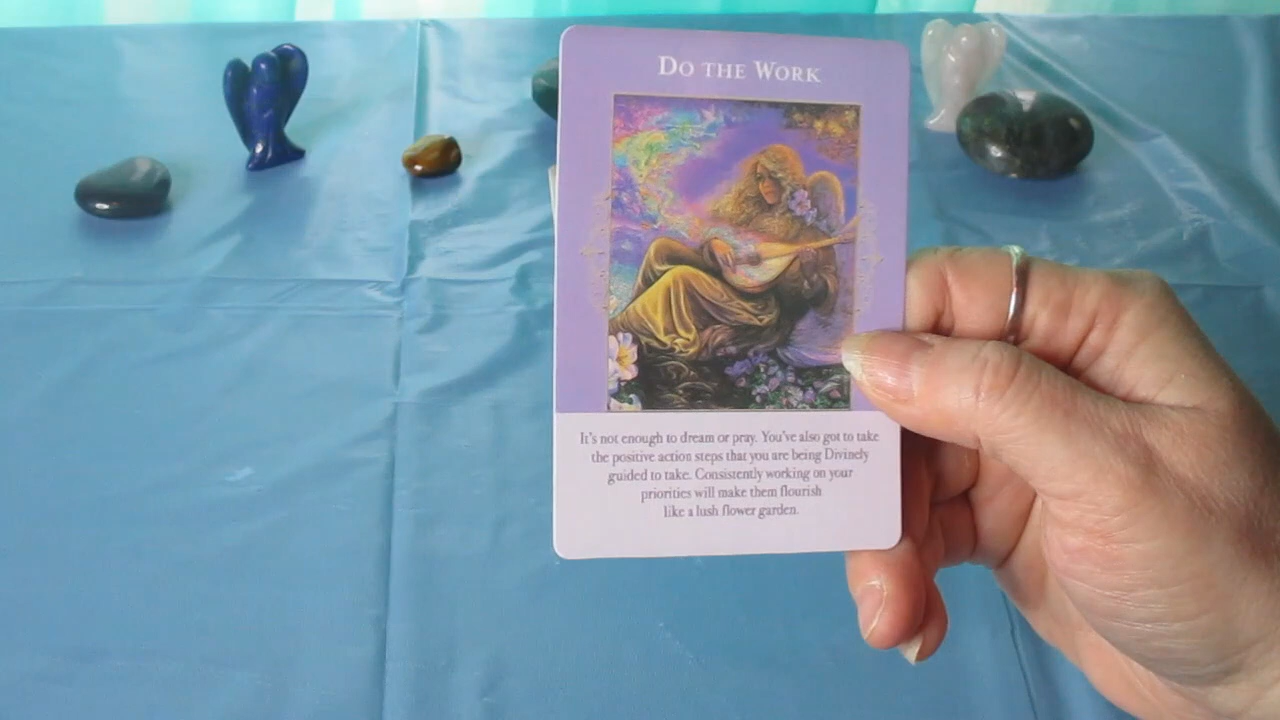 DO THE WORK
It's not enough to dream or pray. You've also got to take
the positive action steps that you are being Divinely
guided to take. Consistently working on your
priorities will make them flourish
like a lush flower garden.